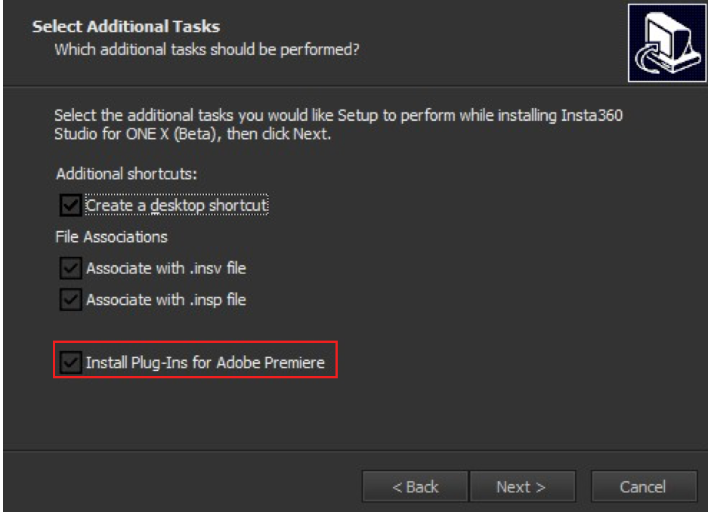 Select Additional Tasks
Which additional tasks should be performed?
Select the additional tasks you would like Setup to perform while installing Insta360
Studio for ONE X (Beta), then click Next.
Additional shortcuts:
Create a desktop shortcut
File Associations
Associate with .insv file
Associate with .insp file
Install Plug-Ins for Adobe Premiere
< Back
Next >
Cancel